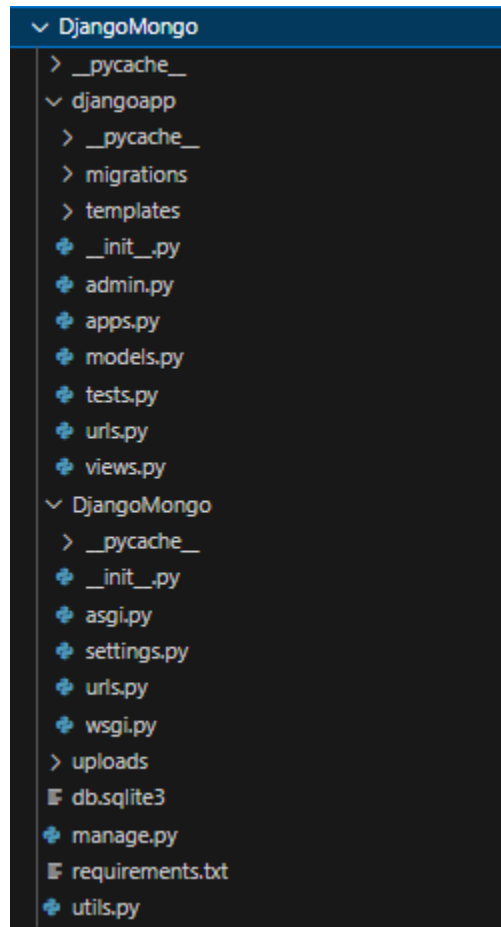 DjangoMongo
__pycache__
djangoapp
__pycache__
migrations
templates
__init__.py
admin.py
apps.py
models.py
tests.py
urls.py
views.py
DjangoMongo
__pycache__
__init__.py
asgi.py
settings.py
urls.py
wsgi.py
uploads
db.sqlite3
manage.py
requirements.txt
utils.py